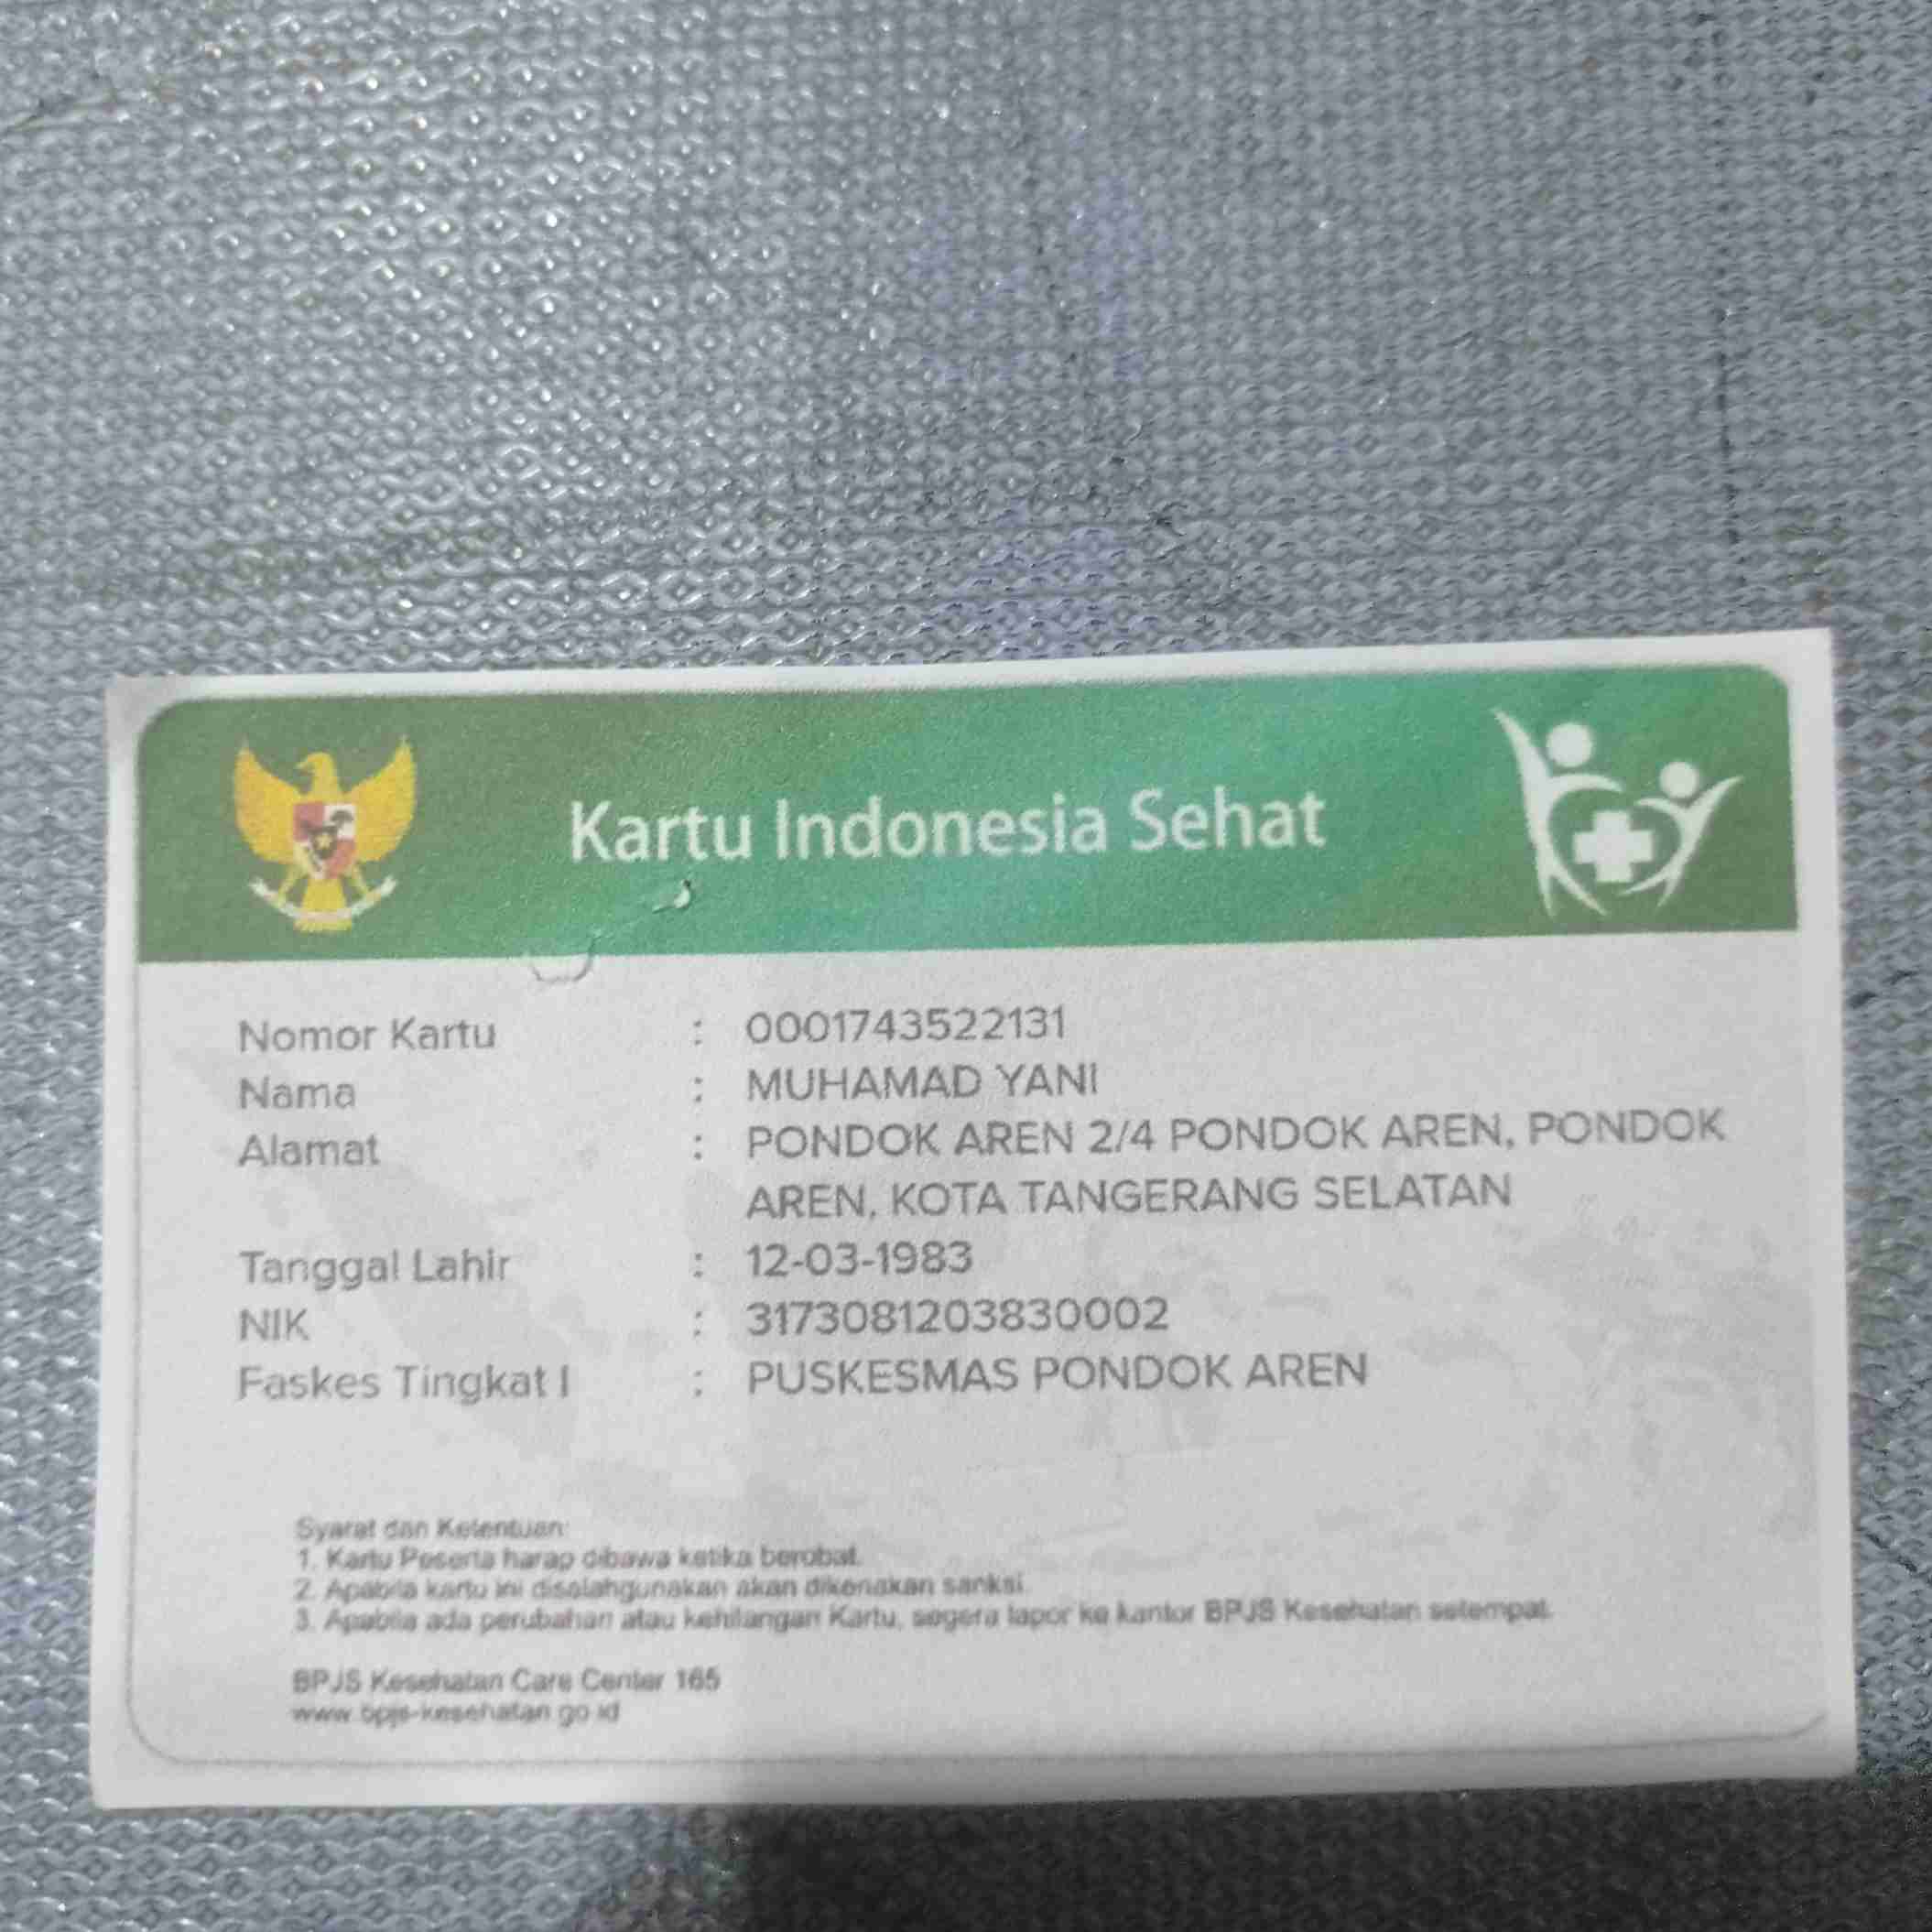 Kartu Indonesia Sehat
Nomor Kartu : 0001743522131
Nama : MUHAMAD YANI
Alamat : PONDOK AREN 2/4 PONDOK AREN, PONDOK
AREN, KOTA TANGERANG SELATAN
Tanggal Lahir : 12-03-1983
NIK : 3173081203830002
Faskes Tingkat I : PUSKESMAS PONDOK AREN
Syarat dan Ketentuan:
1. Kartu Peserta harap dibawa ketika berobat.
2. Apabila kartu ini disalahgunakan akan dikenakan sanksi.
3. Apabila ada perubahan atau kehilangan Kartu, segera lapor ke kantor BPJS Kesehatan setempat.
BPJS Kesehatan Care Center 165
www.bpjs-kesehatan.go.id